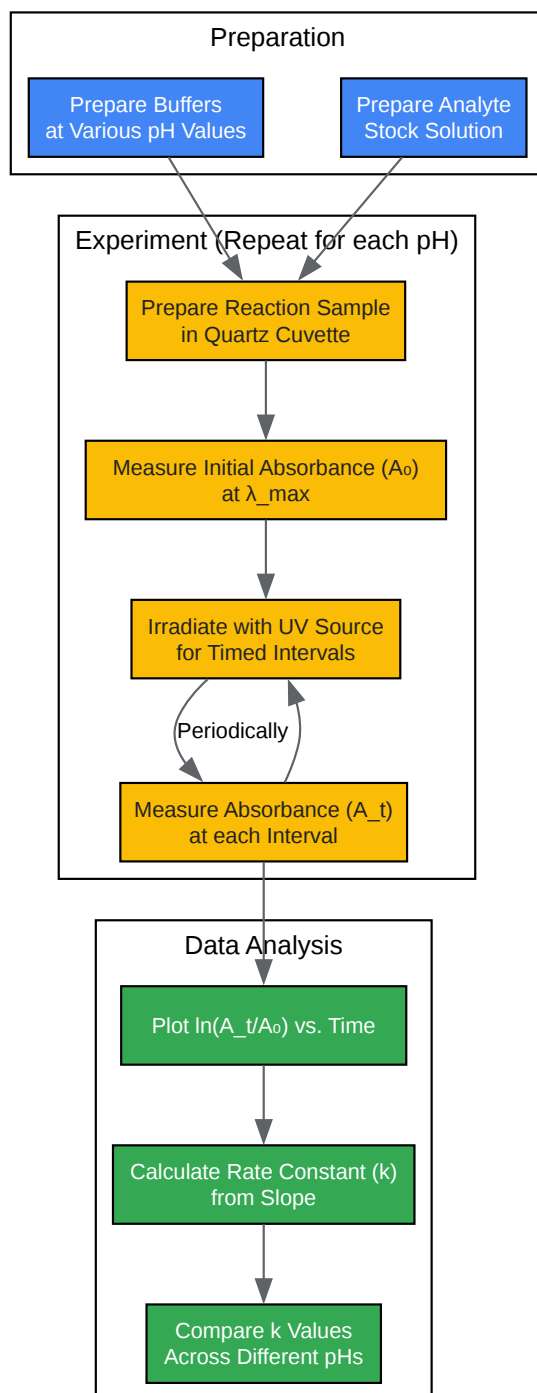 Preparation
Prepare Buffers
at Various pH Values
Prepare Analyte
Stock Solution
Experiment (Repeat for each pH)
Prepare Reaction Sample
in Quartz Cuvette
Measure Initial Absorbance (A₀)
at λ_max
Irradiate with UV Source
for Timed Intervals
Periodically
Measure Absorbance (A_t)
at each Interval
Data Analysis
Plot ln(A_t/A₀) vs. Time
Calculate Rate Constant (k)
from Slope
Compare k Values
Across Different pHs